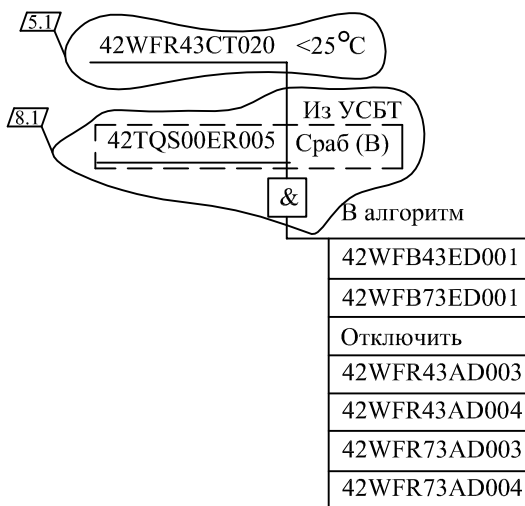 5.1
42WFR43CT020 <25°C
8.1
Из УСБТ
42TQS00ER005 Сраб (В)
&
В алгоритм
42WFB43ED001
42WFB73ED001
Отключить
42WFR43AD003
42WFR43AD004
42WFR73AD003
42WFR73AD004